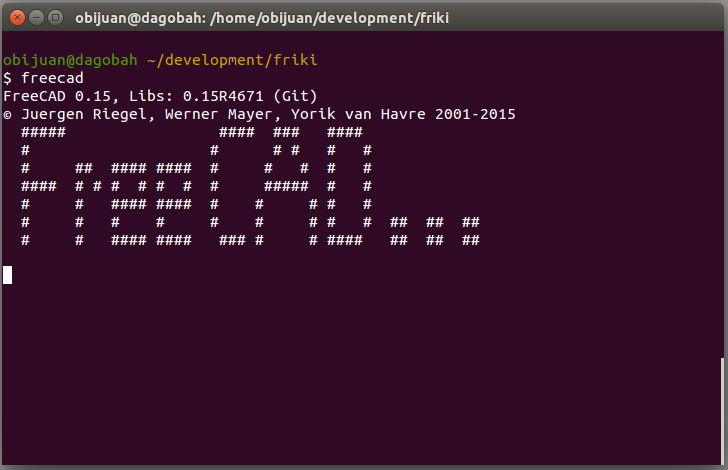 obijuan@dagobah: /home/obijuan/development/friki
obijuan@dagobah ~/development/friki
$ freecad
FreeCAD 0.15, Libs: 0.15R4671 (Git)
© Juergen Riegel, Werner Mayer, Yorik van Havre 2001-2015
  #####                 ####  ###   ####
  #                    #      # #   #   #
  #     ##  #### ####  #     #   #  #   #
  ####  # # #  # #  #  #     #####  #   #
  #     #   #### ####  #    #     # #   #
  #     #   #    #     #    #     # #   #  ##  ##  ##
  #     #   #### ####   ### #     # ####   ##  ##  ##